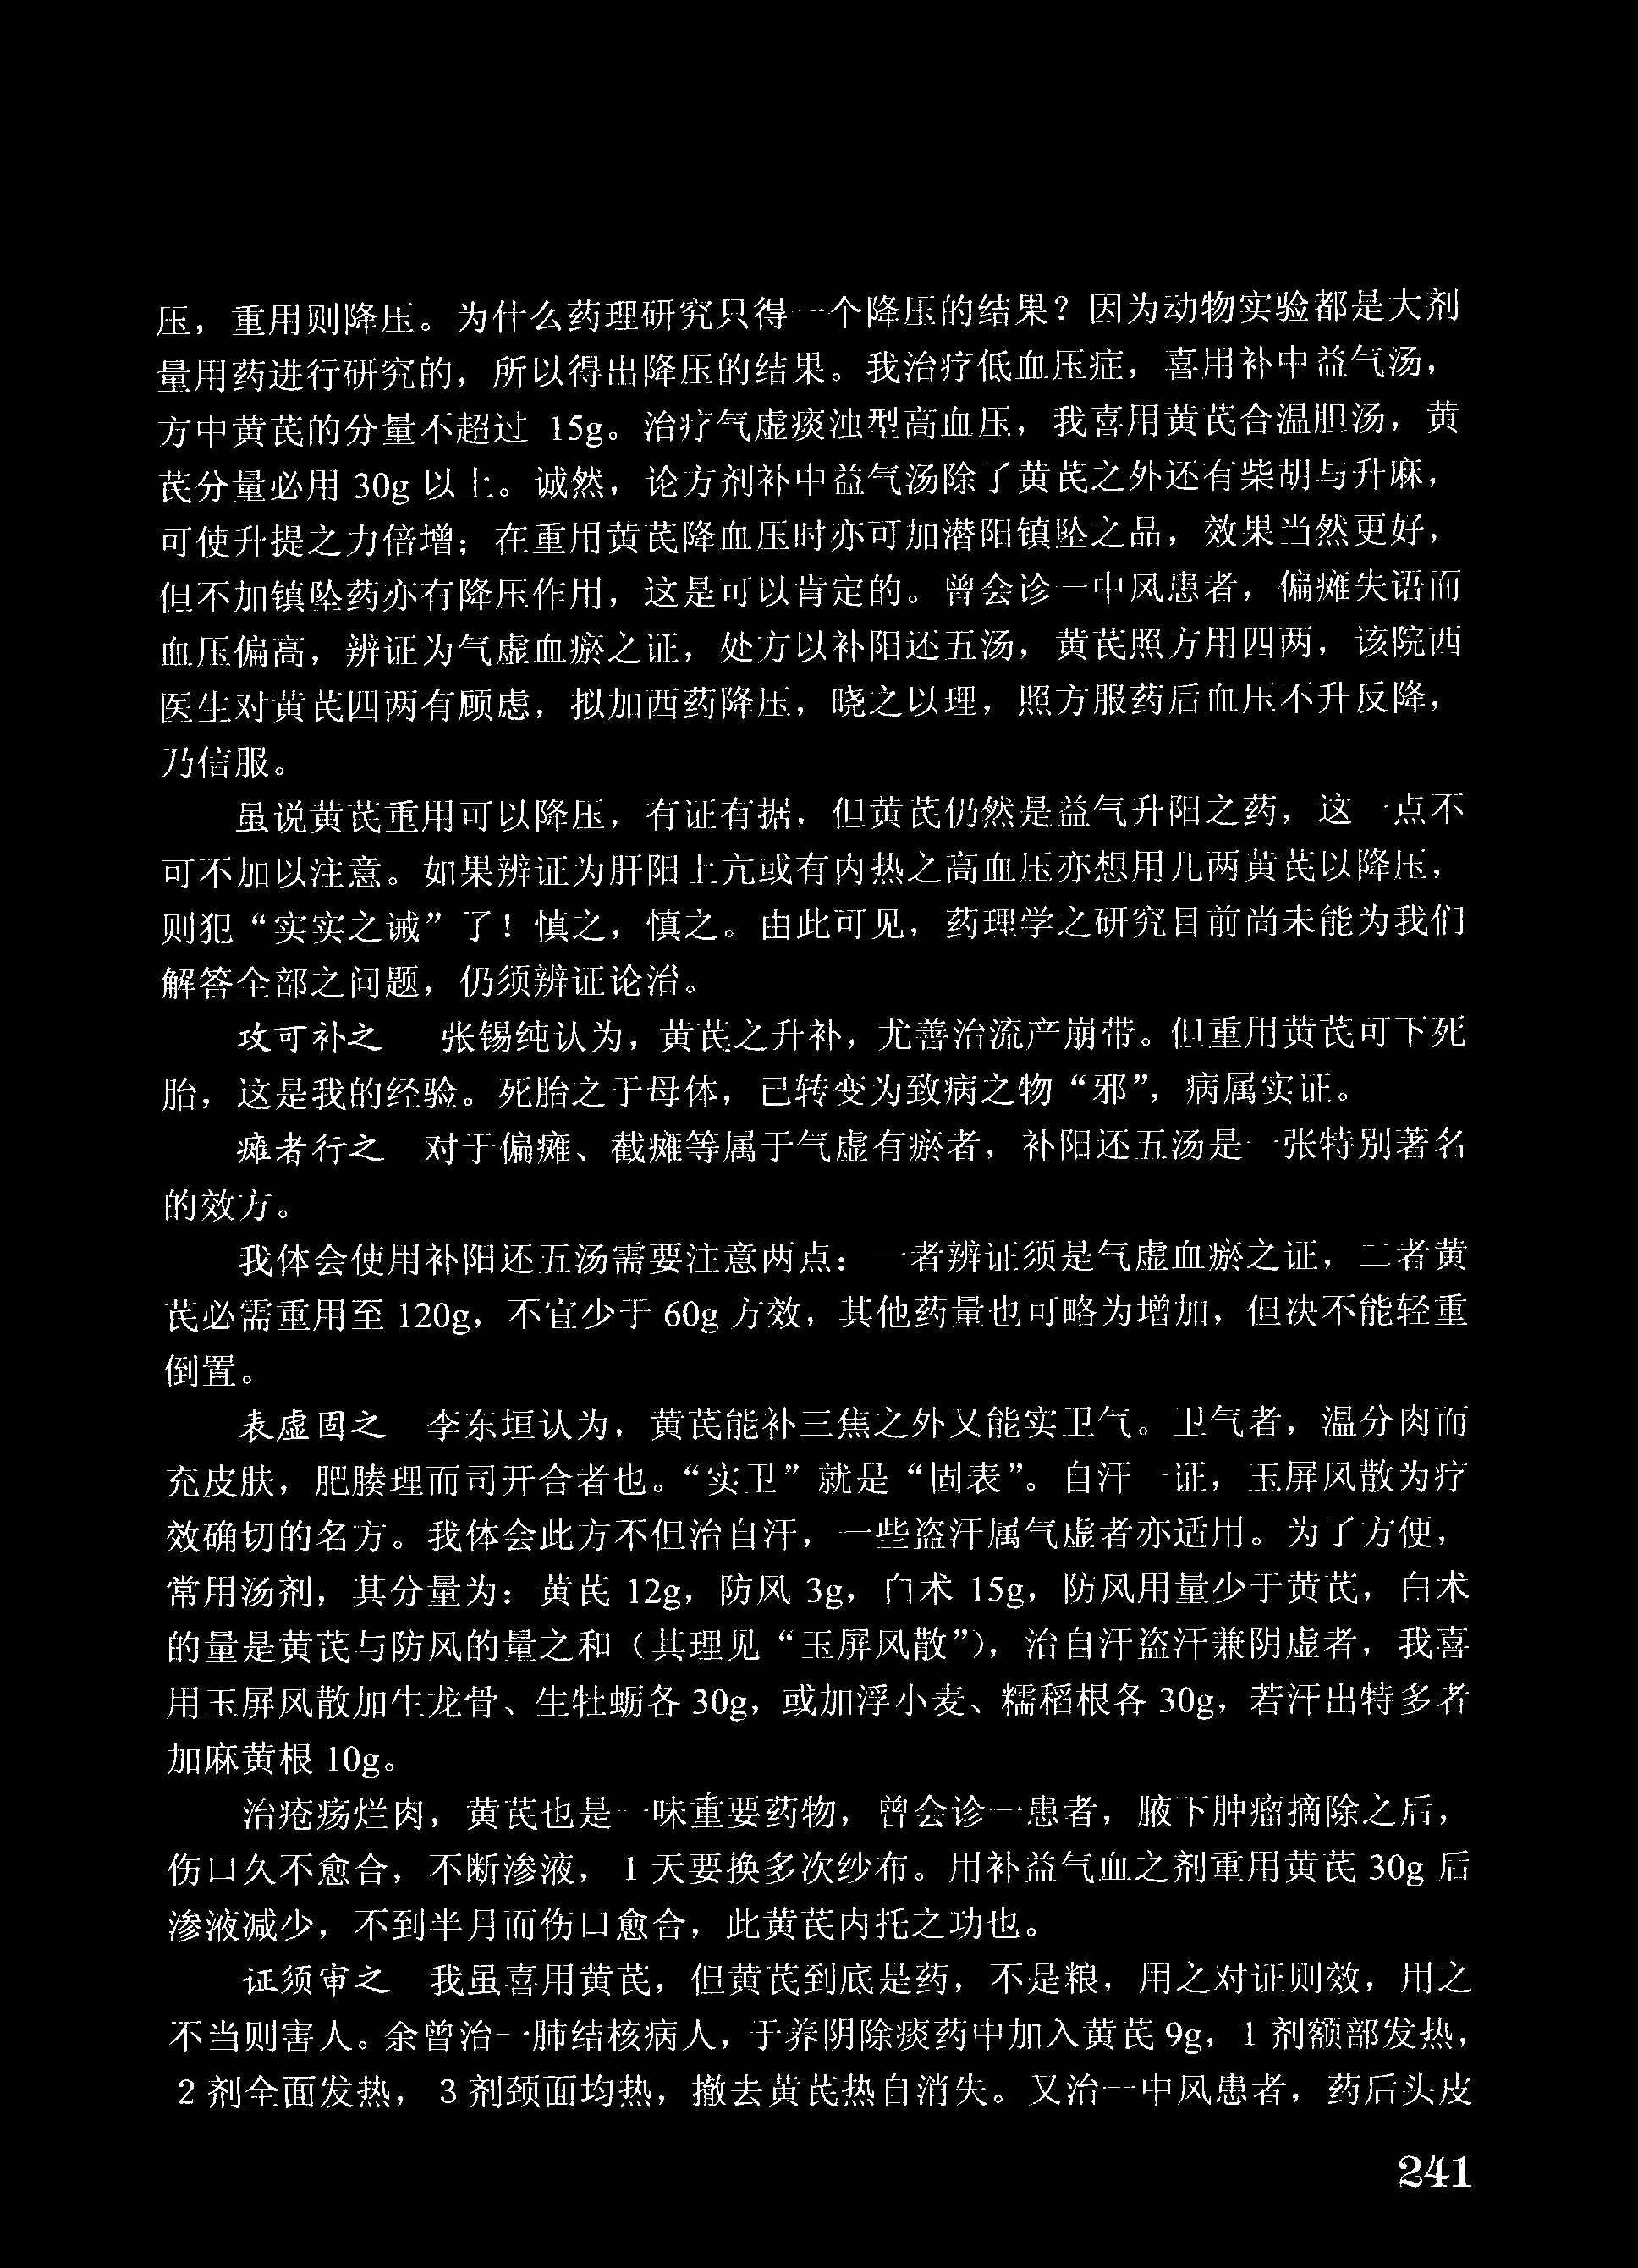 压，重用则降压。为什么药理研究只得一个降压的结果？因为动物实验都是大剂
量用药进行研究的，所以得出降压的结果。我治疗低血压症，喜用补中益气汤，
方中黄芪的分量不超过 15g。治疗气虚痰浊型高血压，我喜用黄芪合温胆汤，黄
芪分量必用 30g 以上。诚然，论方剂补中益气汤除了黄芪之外还有柴胡与升麻，
可使升提之力倍增；在重用黄芪降血压时亦可加潜阳镇坠之品，效果当然更好，
但不加镇坠药亦有降压作用，这是可以肯定的。曾会诊一中风患者，偏瘫失语而
血压偏高，辨证为气虚血瘀之证，处方以补阳还五汤，黄芪照方用四两，该院西
医生对黄芪四两有顾虑，拟加西药降压，晓之以理，照方服药后血压不升反降，
乃信服。
虽说黄芪重用可以降压，有证有据，但黄芪仍然是益气升阳之药，这一点不
可不加以注意。如果辨证为肝阳上亢或有内热之高血压亦想用几两黄芪以降压，
则犯“实实之诫”了！慎之，慎之。由此可见，药理学之研究目前尚未能为我们
解答全部之问题，仍须辨证论治。
攻可补之　张锡纯认为，黄芪之升补，尤善治流产崩带。但重用黄芪可下死
胎，这是我的经验。死胎之于母体，已转变为致病之物“邪”，病属实证。
瘫者行之　对于偏瘫、截瘫等属于气虚有瘀者，补阳还五汤是一张特别著名
的效方。
我体会使用补阳还五汤需要注意两点：一者辨证须是气虚血瘀之证，二者黄
芪必需重用至 120g，不宜少于 60g 方效，其他药量也可略为增加，但决不能轻重
倒置。
表虚固之　李东垣认为，黄芪能补三焦之外又能实卫气。卫气者，温分肉而
充皮肤，肥腠理而司开合者也。“实卫”就是“固表”。自汗一证，玉屏风散为疗
效确切的名方。我体会此方不但治自汗，一些盗汗属气虚者亦适用。为了方便，
常用汤剂，其分量为：黄芪 12g，防风 3g，白术 15g，防风用量少于黄芪，白术
的量是黄芪与防风的量之和（其理见“玉屏风散”），治自汗盗汗兼阴虚者，我喜
用玉屏风散加生龙骨、生牡蛎各 30g，或加浮小麦、糯稻根各 30g，若汗出特多者
加麻黄根 10g。
治疮疡烂肉，黄芪也是一味重要药物，曾会诊一患者，腋下肿瘤摘除之后，
伤口久不愈合，不断渗液，1 天要换多次纱布。用补益气血之剂重用黄芪 30g 后
渗液减少，不到半月而伤口愈合，此黄芪内托之功也。
证须审之　我虽喜用黄芪，但黄芪到底是药，不是粮，用之对证则效，用之
不当则害人。余曾治一肺结核病人，于养阴除痰药中加入黄芪 9g，1 剂额部发热，
2 剂全面发热，3 剂颈面均热，撤去黄芪热自消失。又治一中风患者，药后头皮
241